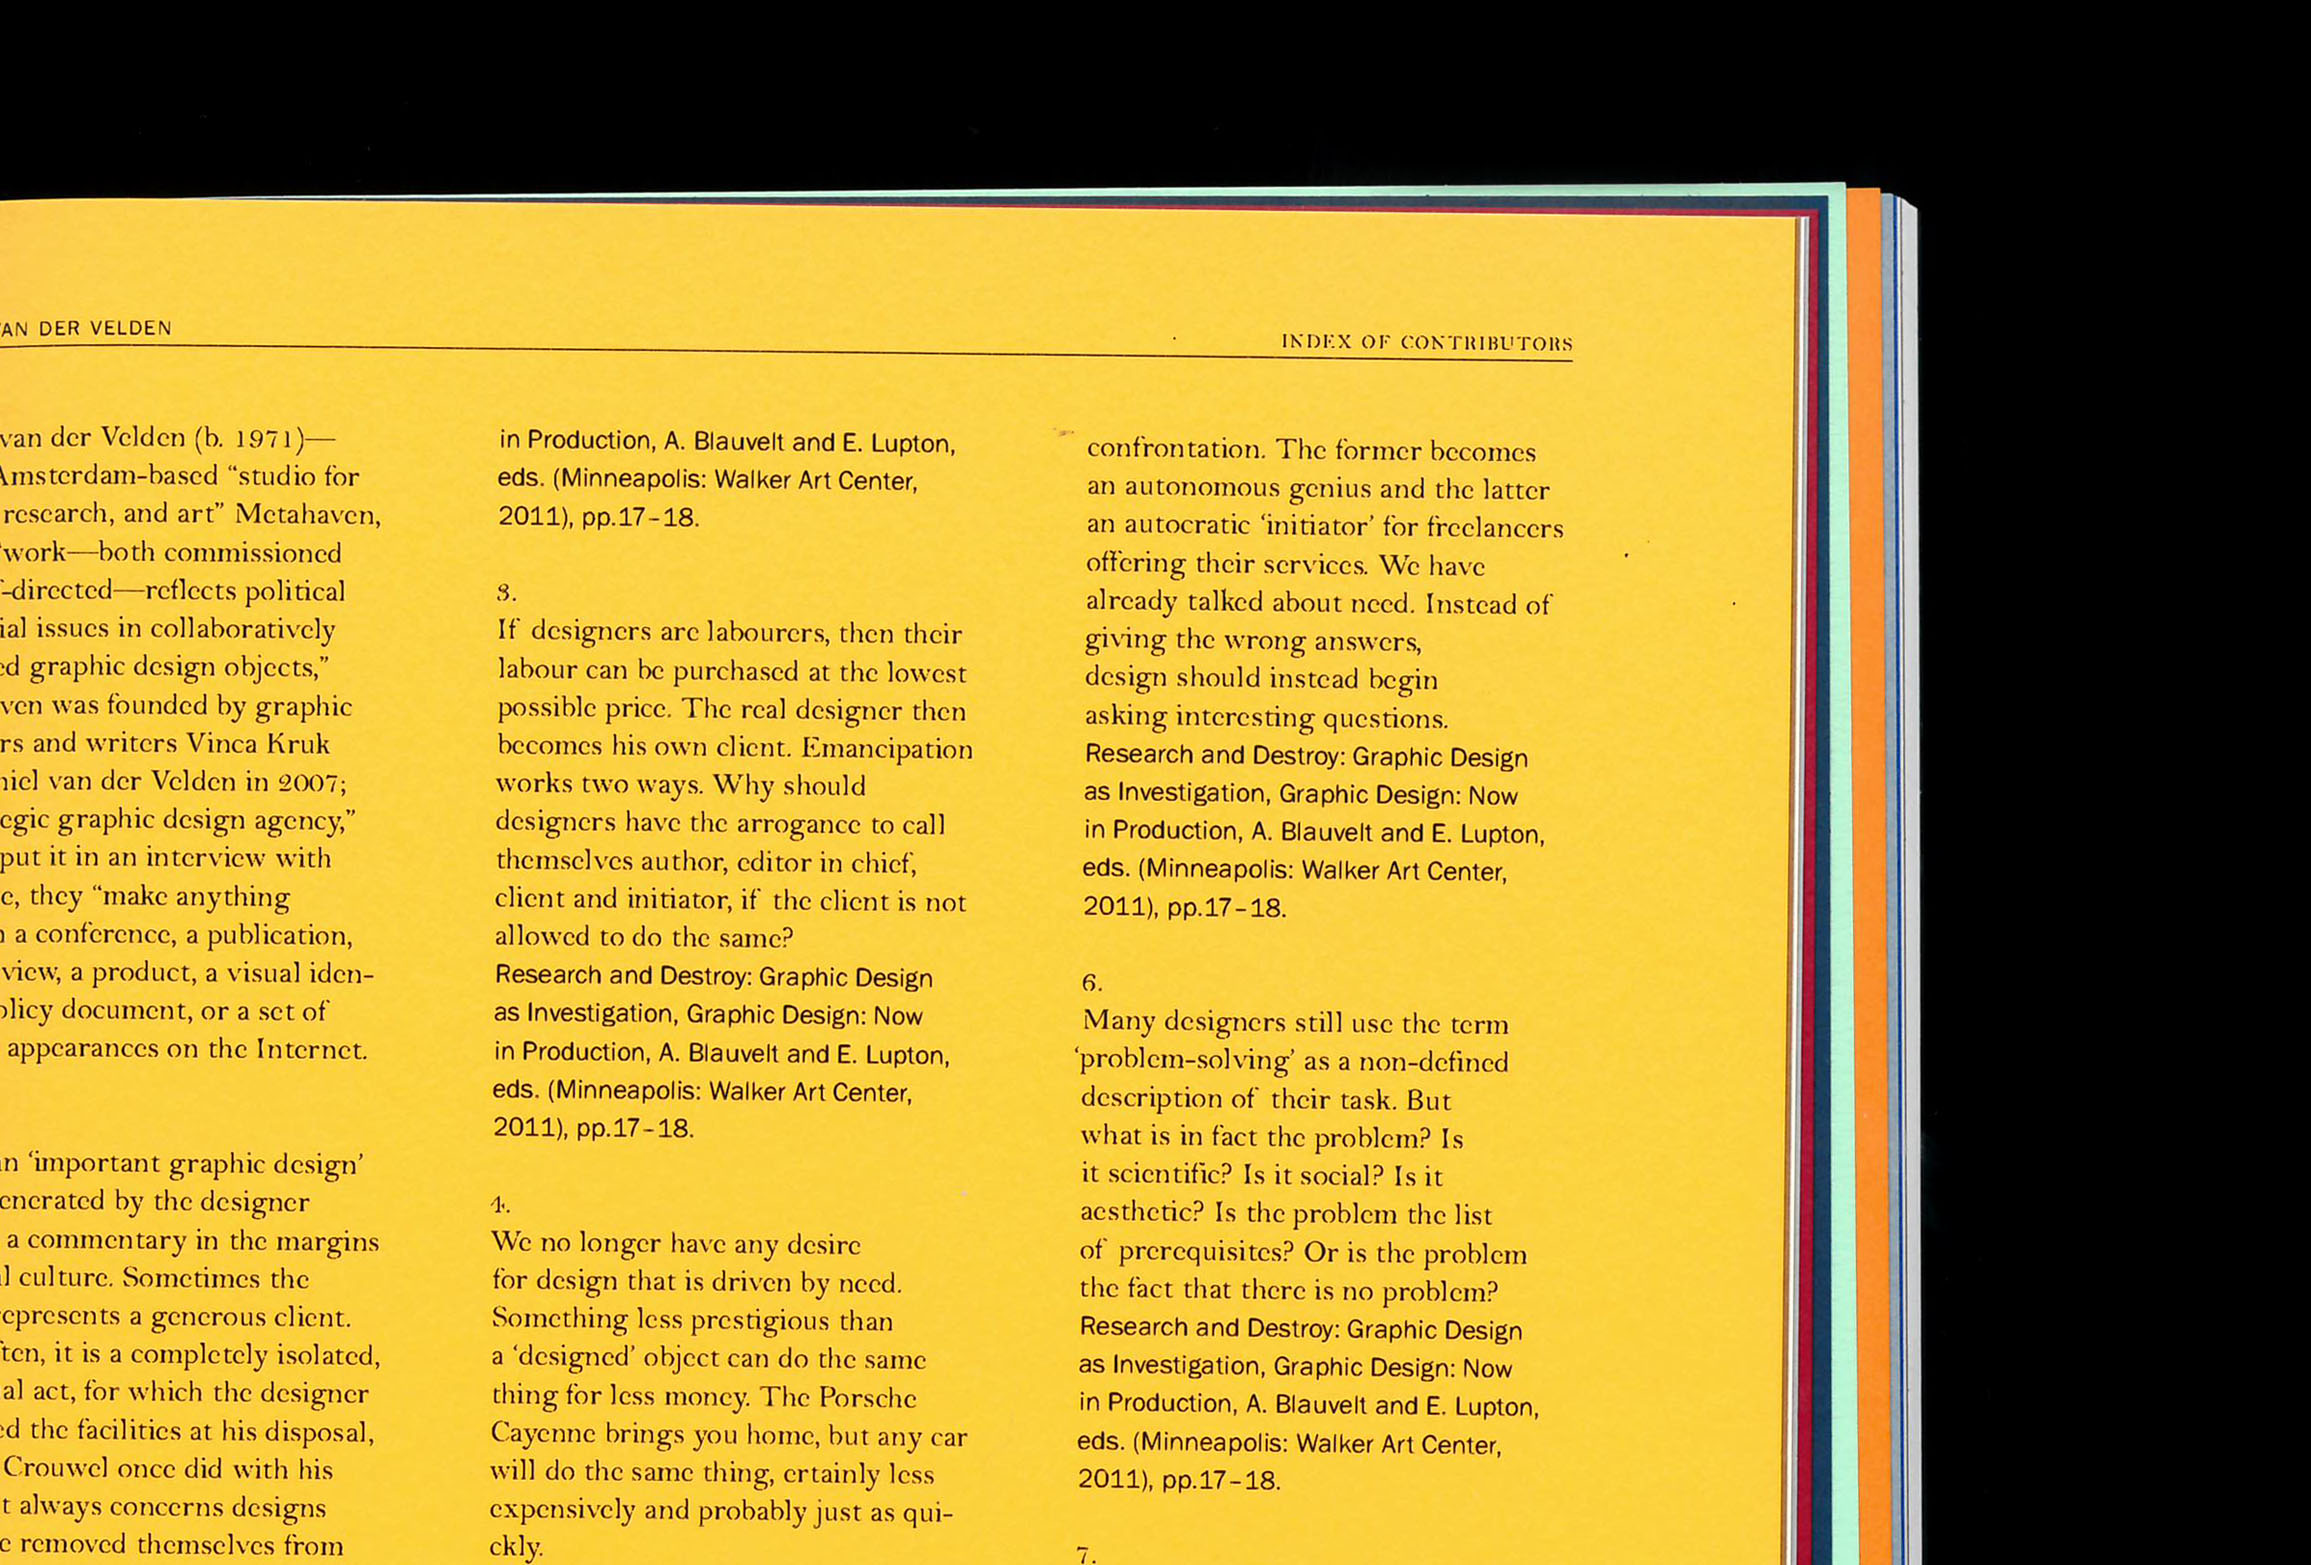 VAN DER VELDEN
INDEX OF CONTRIBUTORS
van der Velden (b. 1971)—
Amsterdam-based “studio for
research, and art” Metahaven,
“work—both commissioned
-directed—reflects political
issues in collaboratively
graphic design objects,”
was founded by graphic
and writers Vinca Kruk
van der Velden in 2007;
graphic design agency,”
put it in an interview with
they “make anything
a conference, a publication,
view, a product, a visual iden-
document, or a set of
appearances on the Internet.
‘important graphic design’
by the designer
a commentary in the margins
culture. Sometimes the
represents a generous client.
it is a completely isolated,
act, for which the designer
the facilities at his disposal,
Crouwel once did with his
always concerns designs
removed themselves from
in Production, A. Blauvelt and E. Lupton,
eds. (Minneapolis: Walker Art Center,
2011), pp.17–18.
3.
If designers are labourers, then their
labour can be purchased at the lowest
possible price. The real designer then
becomes his own client. Emancipation
works two ways. Why should
designers have the arrogance to call
themselves author, editor in chief,
client and initiator, if the client is not
allowed to do the same?
Research and Destroy: Graphic Design
as Investigation, Graphic Design: Now
in Production, A. Blauvelt and E. Lupton,
eds. (Minneapolis: Walker Art Center,
2011), pp.17–18.
4.
We no longer have any desire
for design that is driven by need.
Something less prestigious than
a ‘designed’ object can do the same
thing for less money. The Porsche
Cayenne brings you home, but any car
will do the same thing, ertainly less
expensively and probably just as qui-
ckly.
confrontation. The former becomes
an autonomous genius and the latter
an autocratic ‘initiator’ for freelancers
offering their services. We have
already talked about need. Instead of
giving the wrong answers,
design should instead begin
asking interesting questions.
Research and Destroy: Graphic Design
as Investigation, Graphic Design: Now
in Production, A. Blauvelt and E. Lupton,
eds. (Minneapolis: Walker Art Center,
2011), pp.17–18.
6.
Many designers still use the term
‘problem-solving’ as a non-defined
description of their task. But
what is in fact the problem? Is
it scientific? Is it social? Is it
aesthetic? Is the problem the list
of prerequisites? Or is the problem
the fact that there is no problem?
Research and Destroy: Graphic Design
as Investigation, Graphic Design: Now
in Production, A. Blauvelt and E. Lupton,
eds. (Minneapolis: Walker Art Center,
2011), pp.17–18.
7.